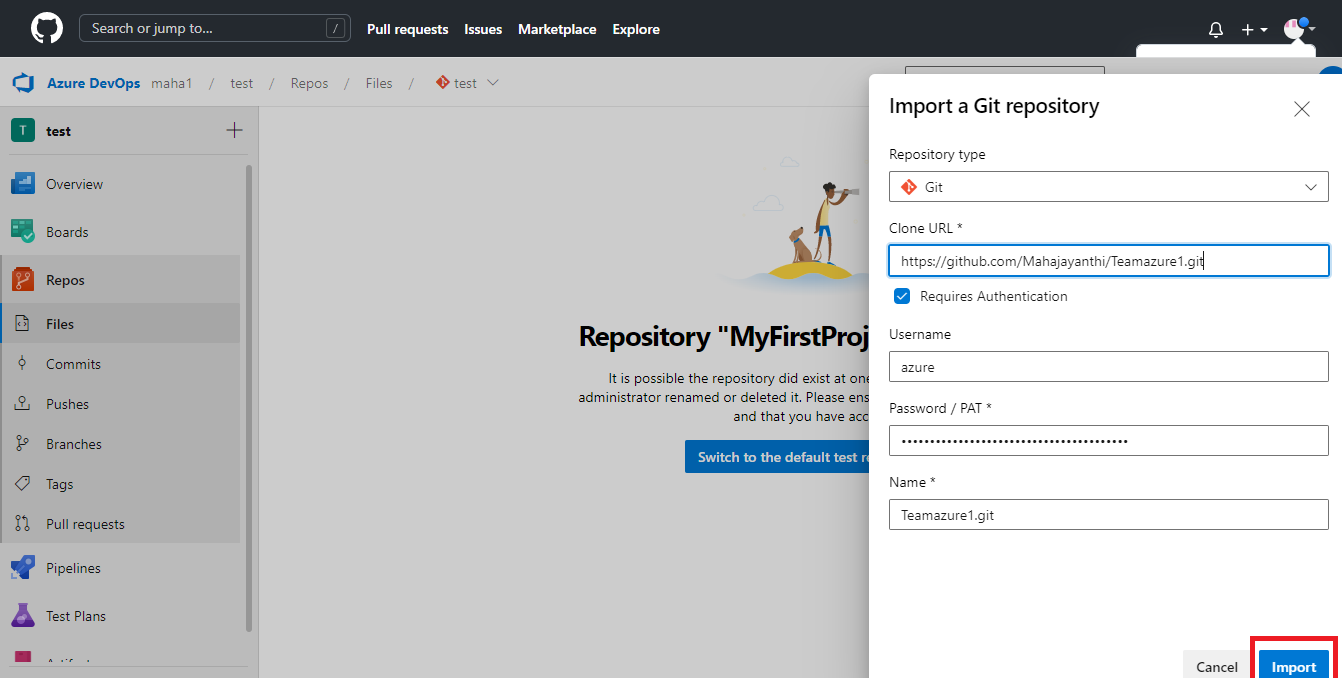 Search or jump to... /
Pull requests Issues Marketplace Explore
Azure DevOps maha1 / test / Repos / Files / test
T test
Overview
Boards
Repos
Files
Commits
Pushes
Branches
Tags
Pull requests
Pipelines
Test Plans
Repository "MyFirstProj
It is possible the repository did exist at one
administrator renamed or deleted it. Please ens
and that you have acc
Switch to the default test re
Import a Git repository
Repository type
Git
Clone URL *
https://github.com/Mahajayanthi/Teamazure1.git
Requires Authentication
Username
azure
Password / PAT *
Name *
Teamazure1.git
Cancel Import